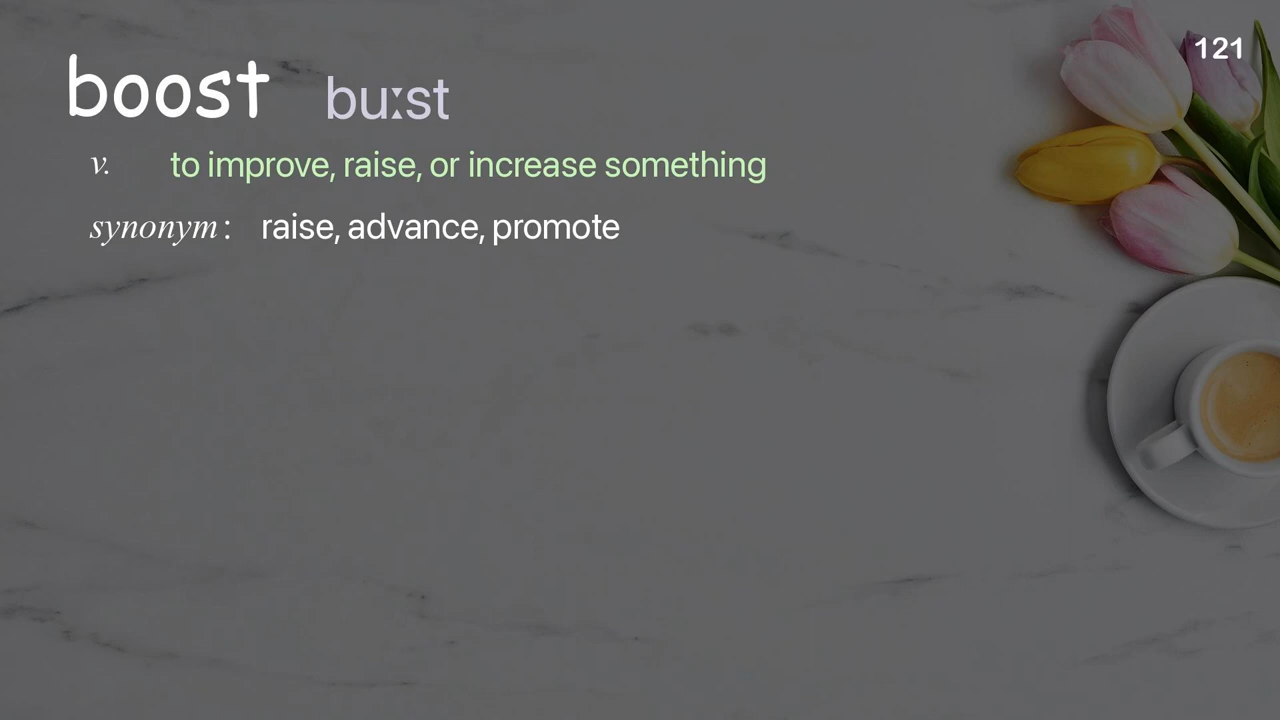 121
boost buːst
v. to improve, raise, or increase something
synonym: raise, advance, promote